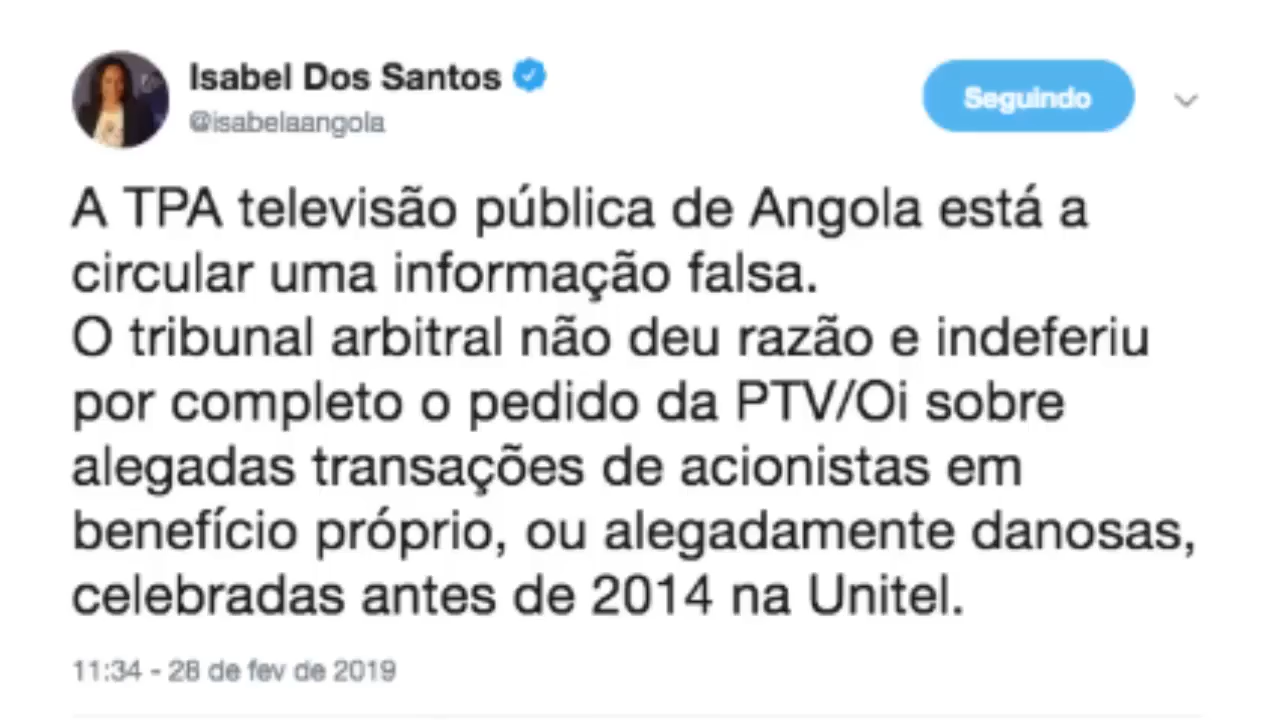 Isabel Dos Santos
@isabelaangola
Seguindo
A TPA televisão pública de Angola está a
circular uma informação falsa.
O tribunal arbitral não deu razão e indeferiu
por completo o pedido da PTV/Oi sobre
alegadas transações de acionistas em
benefício próprio, ou alegadamente danosas,
celebradas antes de 2014 na Unitel.
11:34 - 28 de fev de 2019